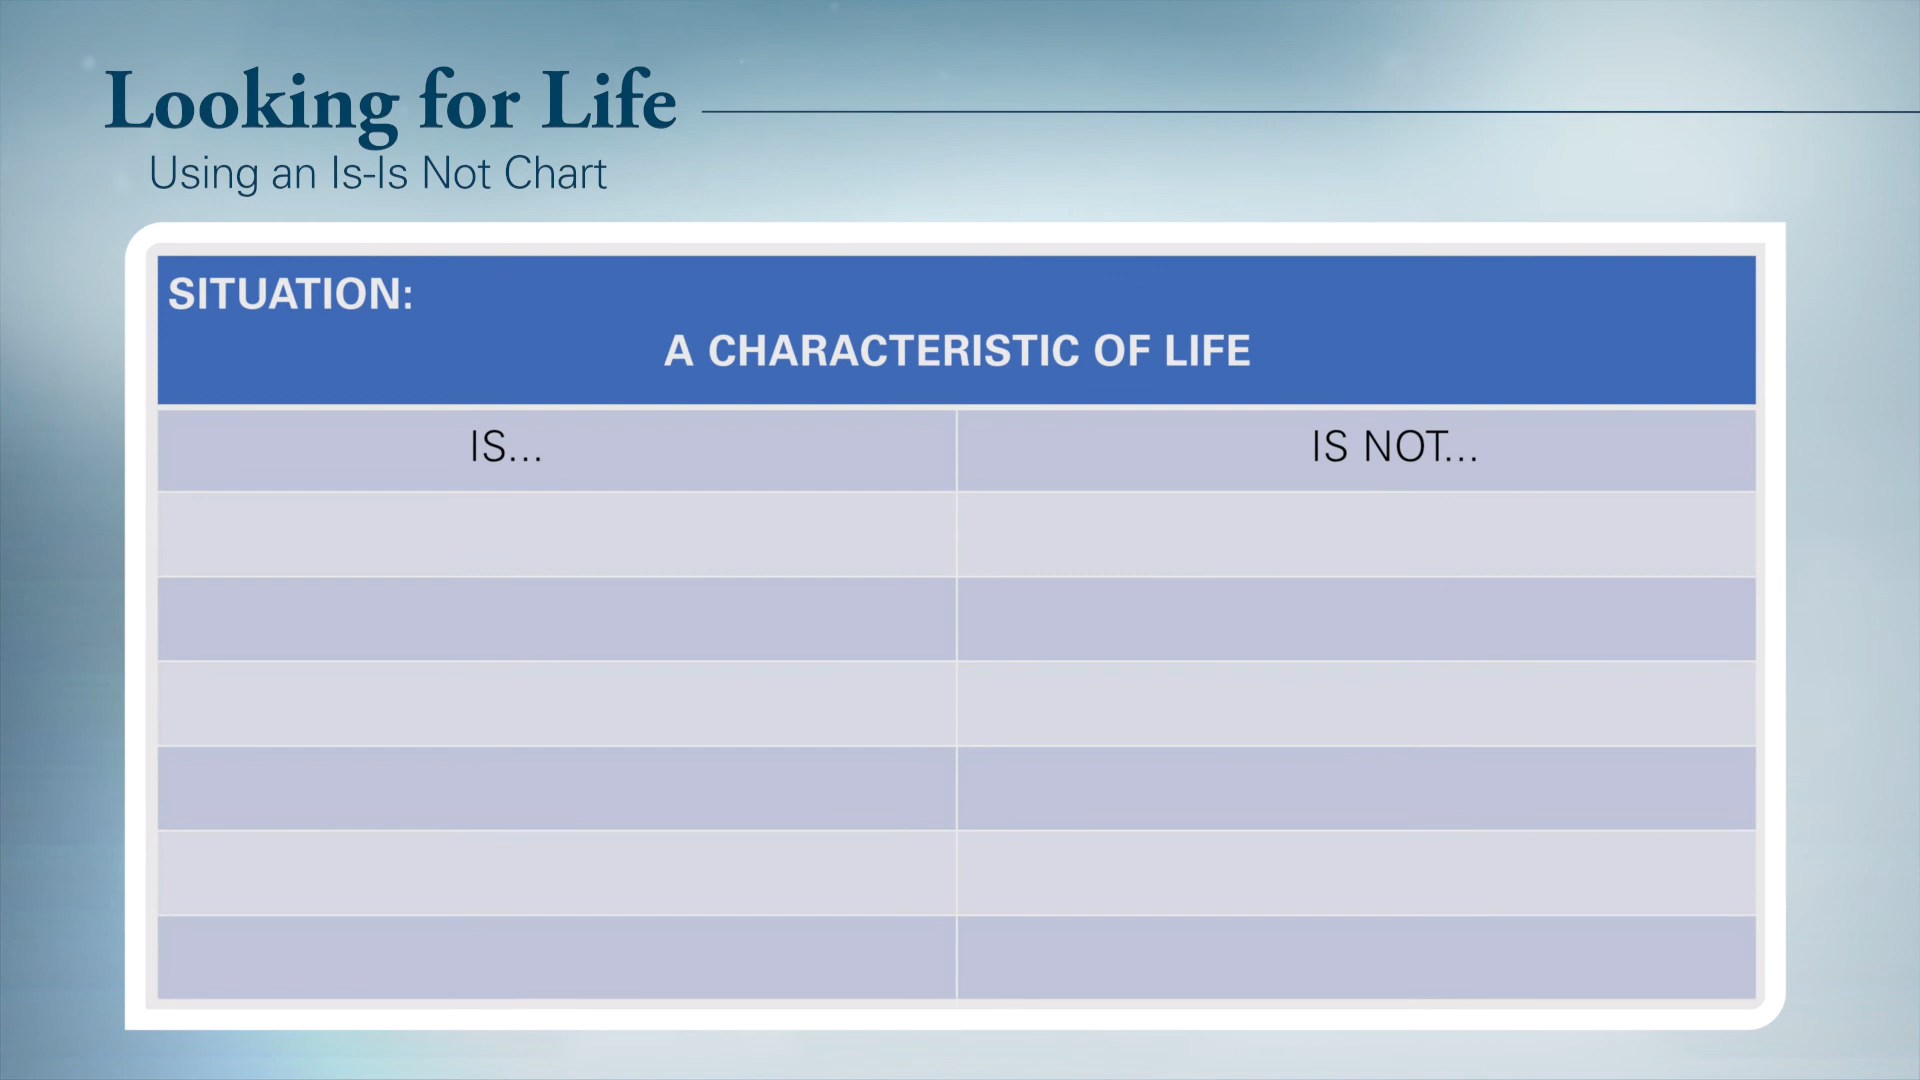 Looking for Life
Using an Is-Is Not Chart
SITUATION:
A CHARACTERISTIC OF LIFE
IS...
IS NOT...